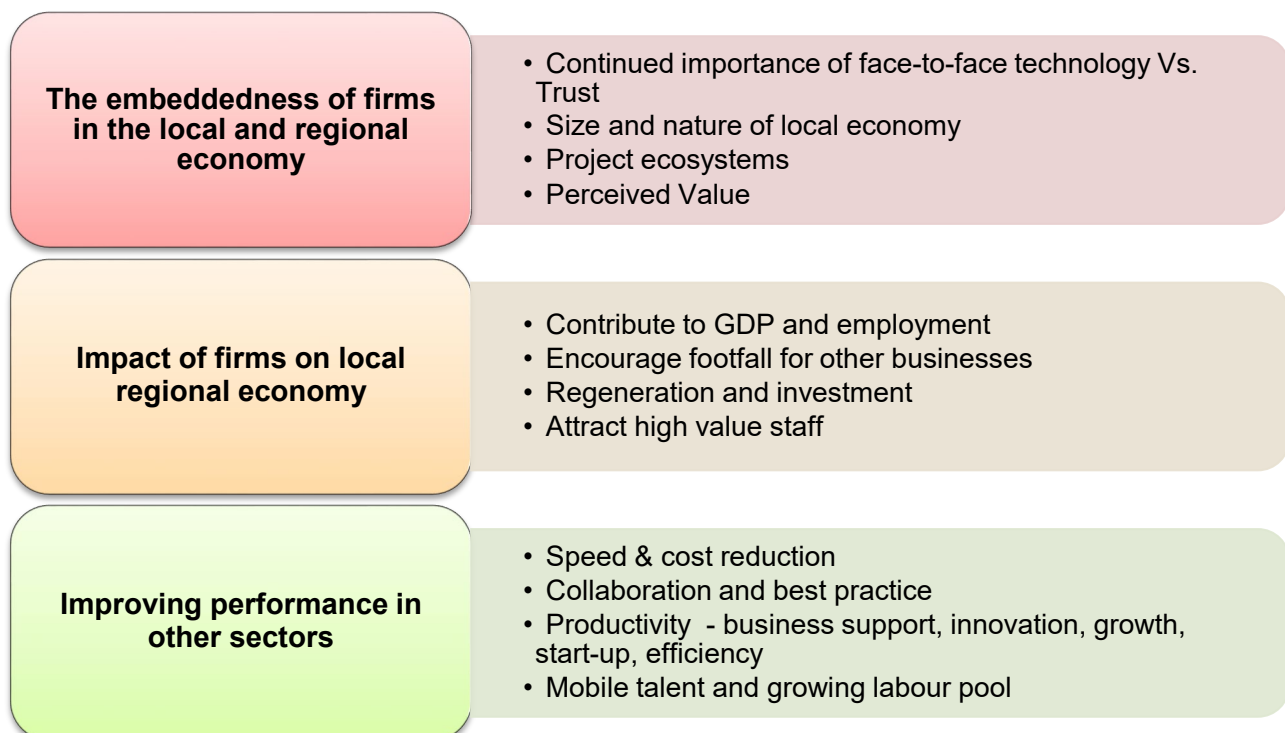 The embeddedness of firms
in the local and regional
economy
• Continued importance of face-to-face technology Vs.
Trust
• Size and nature of local economy
• Project ecosystems
• Perceived Value
Impact of firms on local
regional economy
• Contribute to GDP and employment
• Encourage footfall for other businesses
• Regeneration and investment
• Attract high value staff
Improving performance in
other sectors
• Speed & cost reduction
• Collaboration and best practice
• Productivity - business support, innovation, growth,
start-up, efficiency
• Mobile talent and growing labour pool